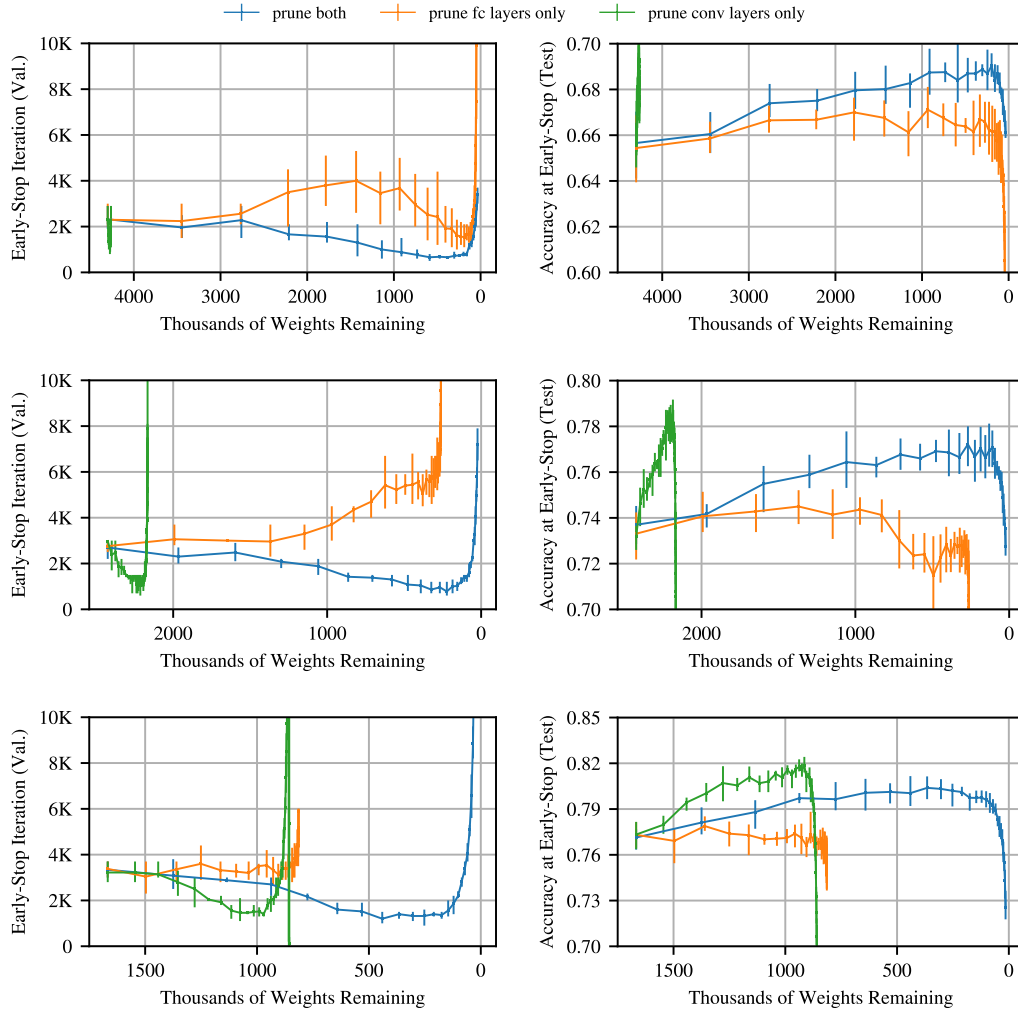 prune both prune fc layers only prune conv layers only
Early-Stop Iteration (Val.)
10K
8K
6K
4K
2K
0
4000 3000 2000 1000 0
Thousands of Weights Remaining
Accuracy at Early-Stop (Test)
0.70
0.68
0.66
0.64
0.62
0.60
4000 3000 2000 1000 0
Thousands of Weights Remaining
Early-Stop Iteration (Val.)
10K
8K
6K
4K
2K
0
2000 1000 0
Thousands of Weights Remaining
Accuracy at Early-Stop (Test)
0.80
0.78
0.76
0.74
0.72
0.70
2000 1000 0
Thousands of Weights Remaining
Early-Stop Iteration (Val.)
10K
8K
6K
4K
2K
0
1500 1000 500 0
Thousands of Weights Remaining
Accuracy at Early-Stop (Test)
0.85
0.82
0.79
0.76
0.73
0.70
1500 1000 500 0
Thousands of Weights Remaining